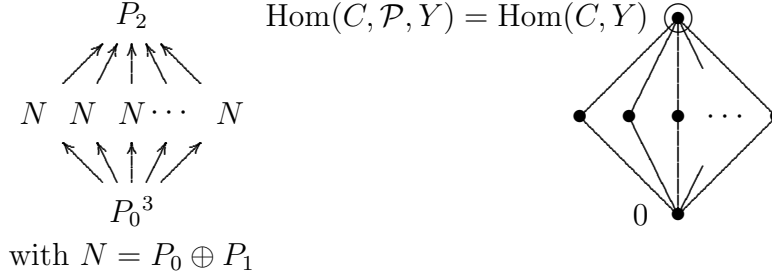 P_2 Hom(C, 𝒫, Y) = Hom(C, Y)
N N N ⋯ N ⋯
P_0^3 0
with N = P_0 ⊕ P_1